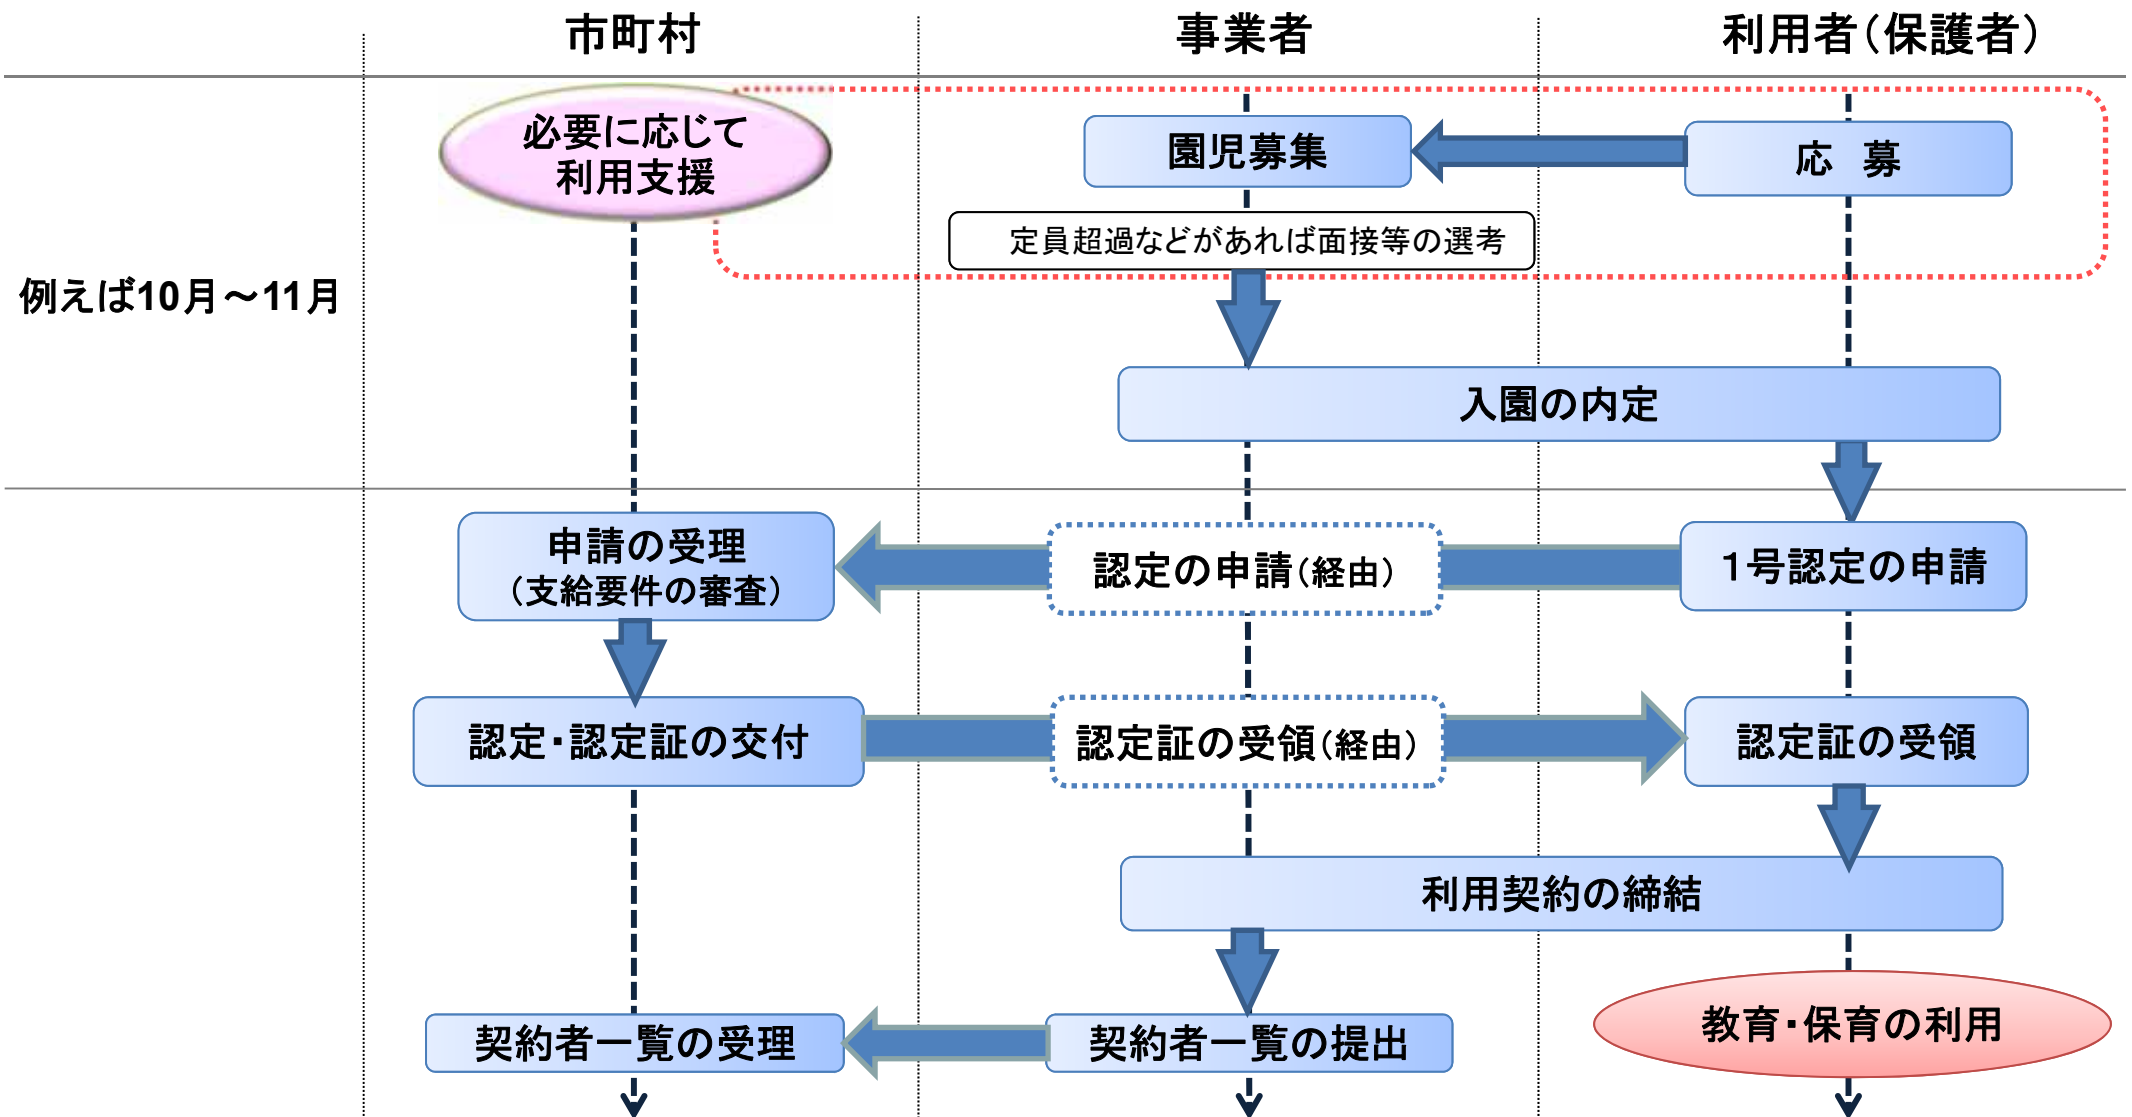 市町村
事業者
利用者（保護者）
必要に応じて
利用支援
園児募集
応　募
定員超過などがあれば面接等の選考
例えば10月～11月
入園の内定
申請の受理
（支給要件の審査）
認定の申請（経由）
１号認定の申請
認定・認定証の交付
認定証の受領（経由）
認定証の受領
利用契約の締結
契約者一覧の受理
契約者一覧の提出
教育・保育の利用